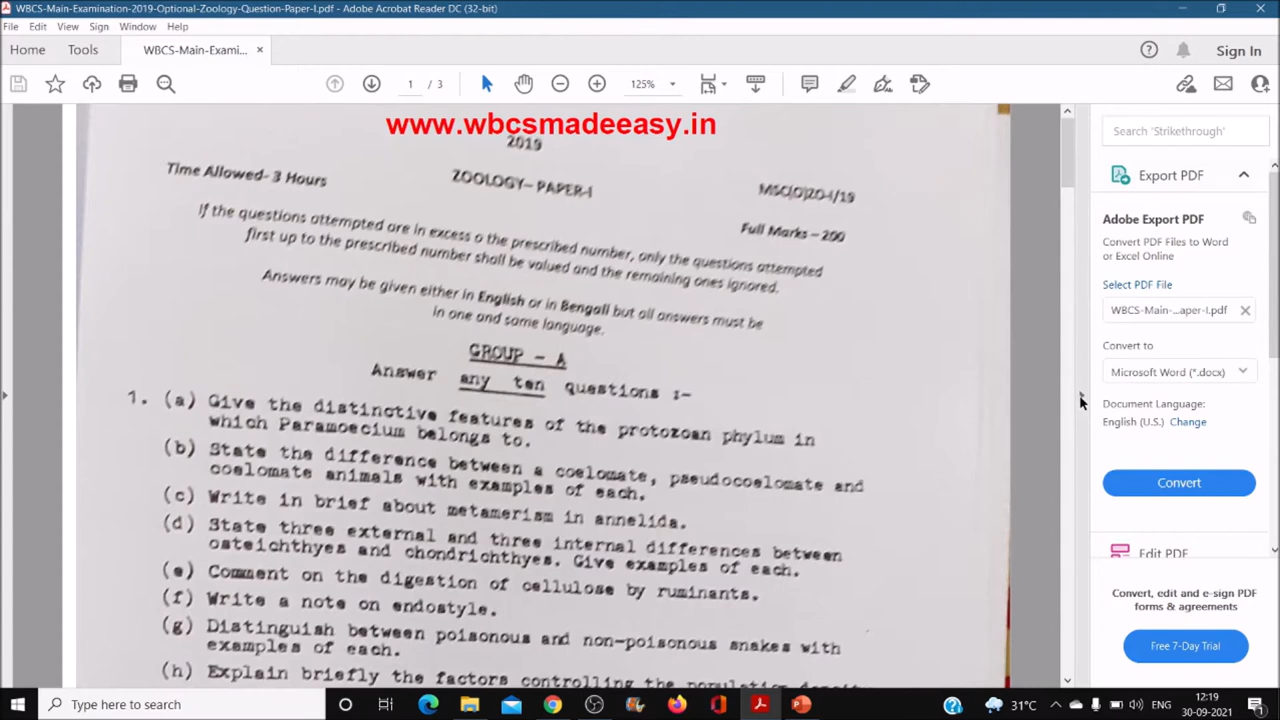 WBCS-Main-Examination-2019-Optional-Zoology-Question-Paper-I.pdf - Adobe Acrobat Reader DC (32-bit)
File Edit View Sign Window Help
Home Tools WBCS-Main-Exami... × Sign In
1 / 3 125%
www.wbcsmadeeasy.in
2019
Time Allowed- 3 Hours ZOOLOGY- PAPER-I MSC(O)ZO-I/19
Full Marks - 200
If the questions attempted are in excess o the prescribed number, only the questions attempted
first up to the prescribed number shall be valued and the remaining ones ignored.
Answers may be given either in English or in Bengali but all answers must be
in one and same language.
GROUP - A
Answer any ten questions :-
1. (a) Give the distinctive features of the protozoan phylum in
which Paramoecium belongs to.
(b) State the difference between a coelomate, pseudocoelomate and
coelomate animals with examples of each.
(c) Write in brief about metamerism in annelida.
(d) State three external and three internal differences between
osteichthyes and chondrichthyes. Give examples of each.
(e) Comment on the digestion of cellulose by ruminants.
(f) Write a note on endostyle.
(g) Distinguish between poisonous and non-poisonous snakes with
examples of each.
(h) Explain briefly the factors controlling the population density
Search 'Strikethrough'
Export PDF
Adobe Export PDF
Convert PDF Files to Word
or Excel Online
Select PDF File
WBCS-Main-...aper-I.pdf
Convert to
Microsoft Word (*.docx)
Document Language:
English (U.S.) Change
Convert
Edit PDF
Convert, edit and e-sign PDF
forms & agreements
Free 7-Day Trial
Type here to search
31°C
12:19
30-09-2021